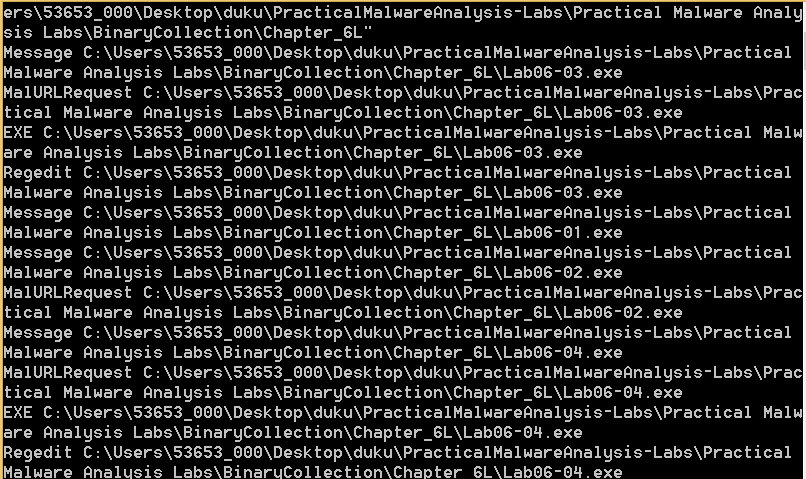 ers\53653_000\Desktop\duku\PracticalMalwareAnalysis-Labs\Practical Malware Analy
sis Labs\BinaryCollection\Chapter_6L"
Message C:\Users\53653_000\Desktop\duku\PracticalMalwareAnalysis-Labs\Practical
Malware Analysis Labs\BinaryCollection\Chapter_6L\Lab06-03.exe
MalURLRequest C:\Users\53653_000\Desktop\duku\PracticalMalwareAnalysis-Labs\Prac
tical Malware Analysis Labs\BinaryCollection\Chapter_6L\Lab06-03.exe
EXE C:\Users\53653_000\Desktop\duku\PracticalMalwareAnalysis-Labs\Practical Malw
are Analysis Labs\BinaryCollection\Chapter_6L\Lab06-03.exe
Regedit C:\Users\53653_000\Desktop\duku\PracticalMalwareAnalysis-Labs\Practical
Malware Analysis Labs\BinaryCollection\Chapter_6L\Lab06-03.exe
Message C:\Users\53653_000\Desktop\duku\PracticalMalwareAnalysis-Labs\Practical
Malware Analysis Labs\BinaryCollection\Chapter_6L\Lab06-01.exe
Message C:\Users\53653_000\Desktop\duku\PracticalMalwareAnalysis-Labs\Practical
Malware Analysis Labs\BinaryCollection\Chapter_6L\Lab06-02.exe
MalURLRequest C:\Users\53653_000\Desktop\duku\PracticalMalwareAnalysis-Labs\Prac
tical Malware Analysis Labs\BinaryCollection\Chapter_6L\Lab06-02.exe
Message C:\Users\53653_000\Desktop\duku\PracticalMalwareAnalysis-Labs\Practical
Malware Analysis Labs\BinaryCollection\Chapter_6L\Lab06-04.exe
MalURLRequest C:\Users\53653_000\Desktop\duku\PracticalMalwareAnalysis-Labs\Prac
tical Malware Analysis Labs\BinaryCollection\Chapter_6L\Lab06-04.exe
EXE C:\Users\53653_000\Desktop\duku\PracticalMalwareAnalysis-Labs\Practical Malw
are Analysis Labs\BinaryCollection\Chapter_6L\Lab06-04.exe
Regedit C:\Users\53653_000\Desktop\duku\PracticalMalwareAnalysis-Labs\Practical
Malware Analysis Labs\BinaryCollection\Chapter_6L\Lab06-04.exe